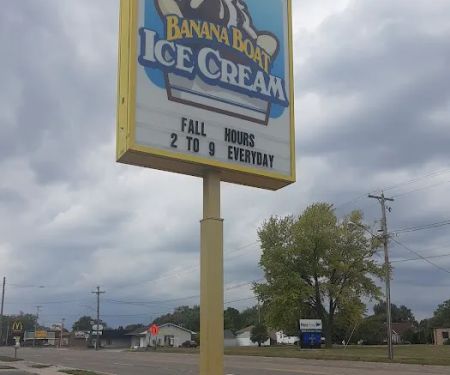 BANANA BOAT
ICE CREAM
FALL HOURS
2 TO 9 EVERYDAY